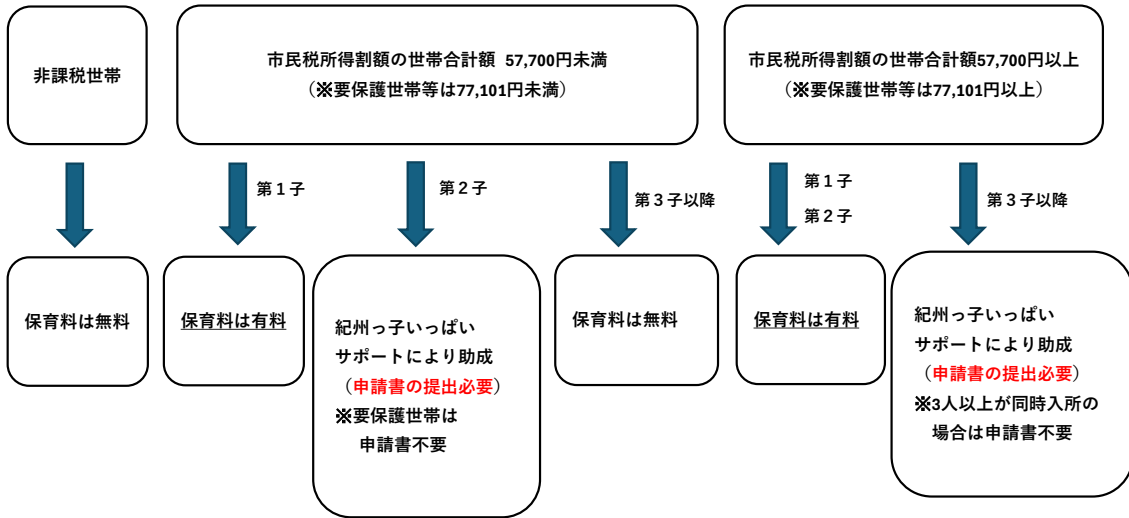 非課税世帯
市民税所得割額の世帯合計額 57,700円未満
（※要保護世帯等は77,101円未満）
市民税所得割額の世帯合計額57,700円以上
（※要保護世帯等は77,101円以上）
第１子
第２子
第３子以降
第１子
第２子
第３子以降
保育料は無料
保育料は有料
紀州っ子いっぱい
サポートにより助成
（申請書の提出必要）
※要保護世帯は
申請書不要
保育料は無料
保育料は有料
紀州っ子いっぱい
サポートにより助成
（申請書の提出必要）
※3人以上が同時入所の
場合は申請書不要